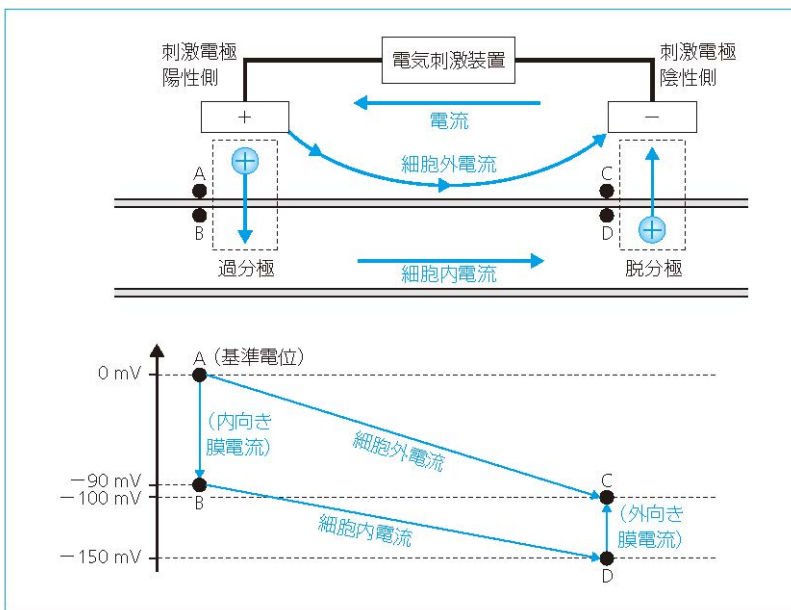 刺激電極
陽性側
電気刺激装置
刺激電極
陰性側
+
電流
−
細胞外電流
A
+
C
B
D
+
過分極
細胞内電流
脱分極
A(基準電位)
0 mV
(内向き
膜電流)
細胞外電流
−90 mV
B
C
−100 mV
細胞内電流
(外向き
膜電流)
−150 mV
D